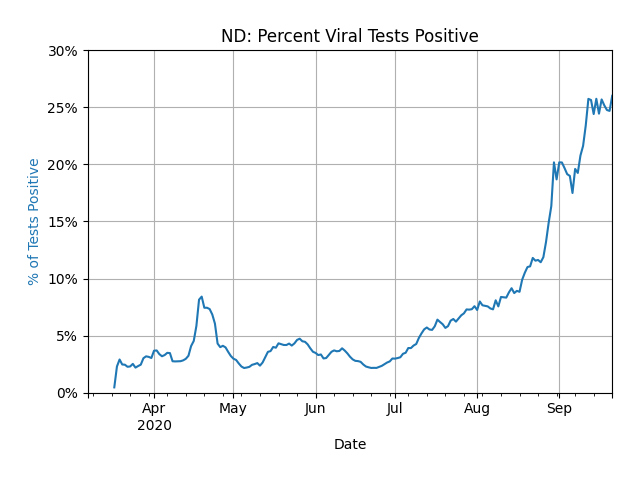 ND: Percent Viral Tests Positive
30%
25%
20%
15%
10%
5%
0%
% of Tests Positive
Apr
2020
May
Jun
Jul
Aug
Sep
Date